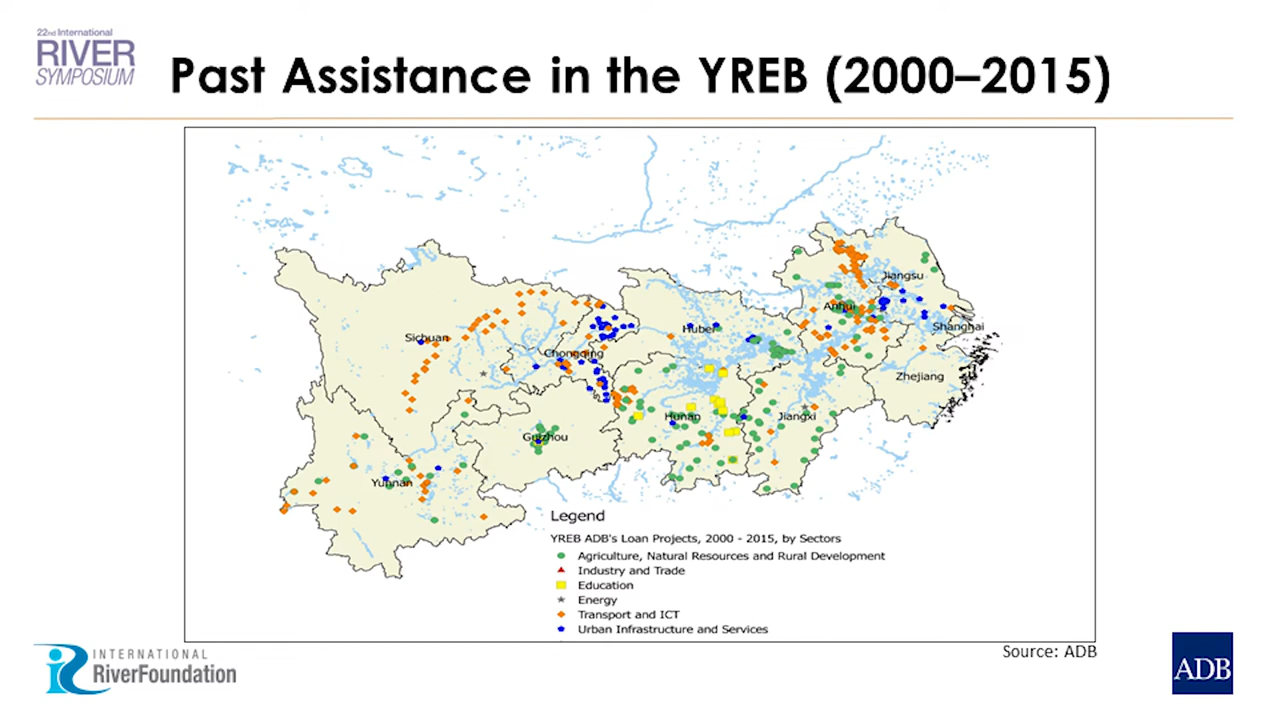 22nd International
RIVER
SYMPOSIUM
Past Assistance in the YREB (2000–2015)
Jiangsu
Anhui
Shanghai
Hubei
Sichuan
Chongqing
Zhejiang
Hunan
Jiangxi
Guizhou
Yunnan
Legend
YREB ADB's Loan Projects, 2000 - 2015, by Sectors
Agriculture, Natural Resources and Rural Development
Industry and Trade
Education
Energy
Transport and ICT
Urban Infrastructure and Services
Source: ADB
INTERNATIONAL
RiverFoundation
ADB